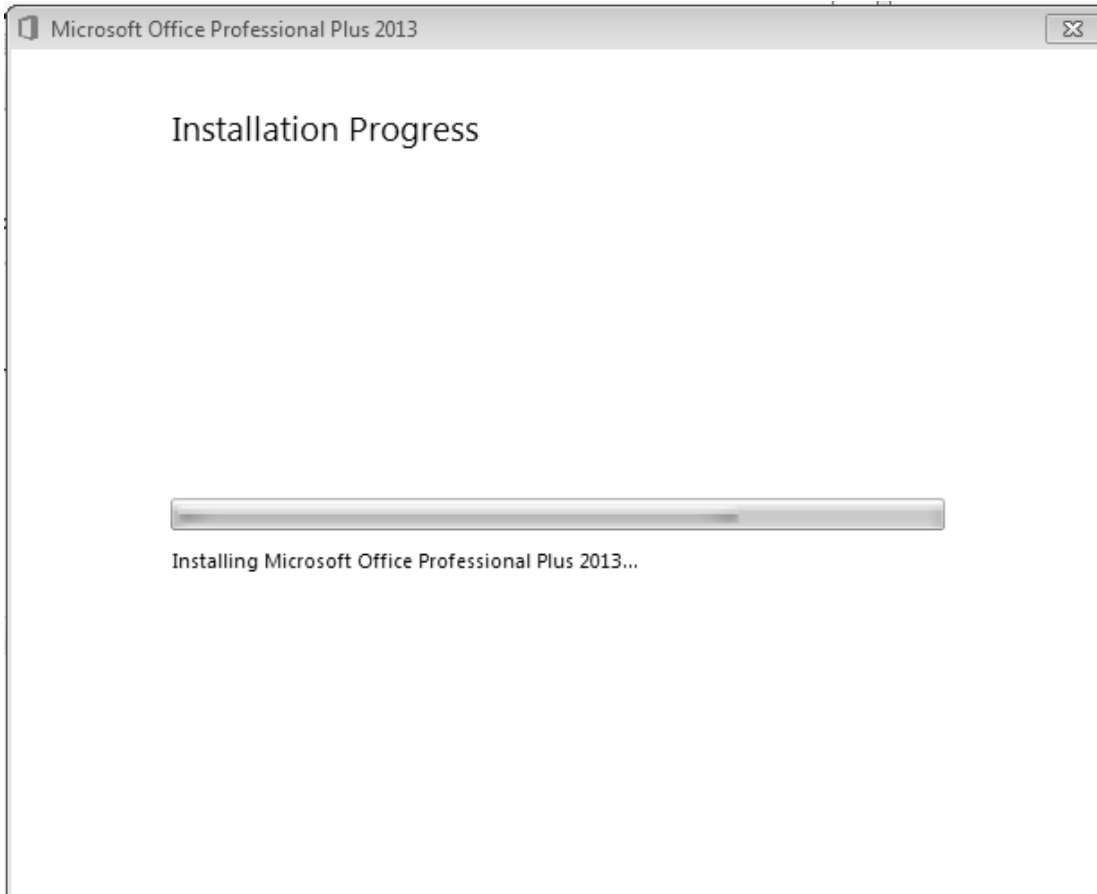 Microsoft Office Professional Plus 2013
Installation Progress
Installing Microsoft Office Professional Plus 2013...